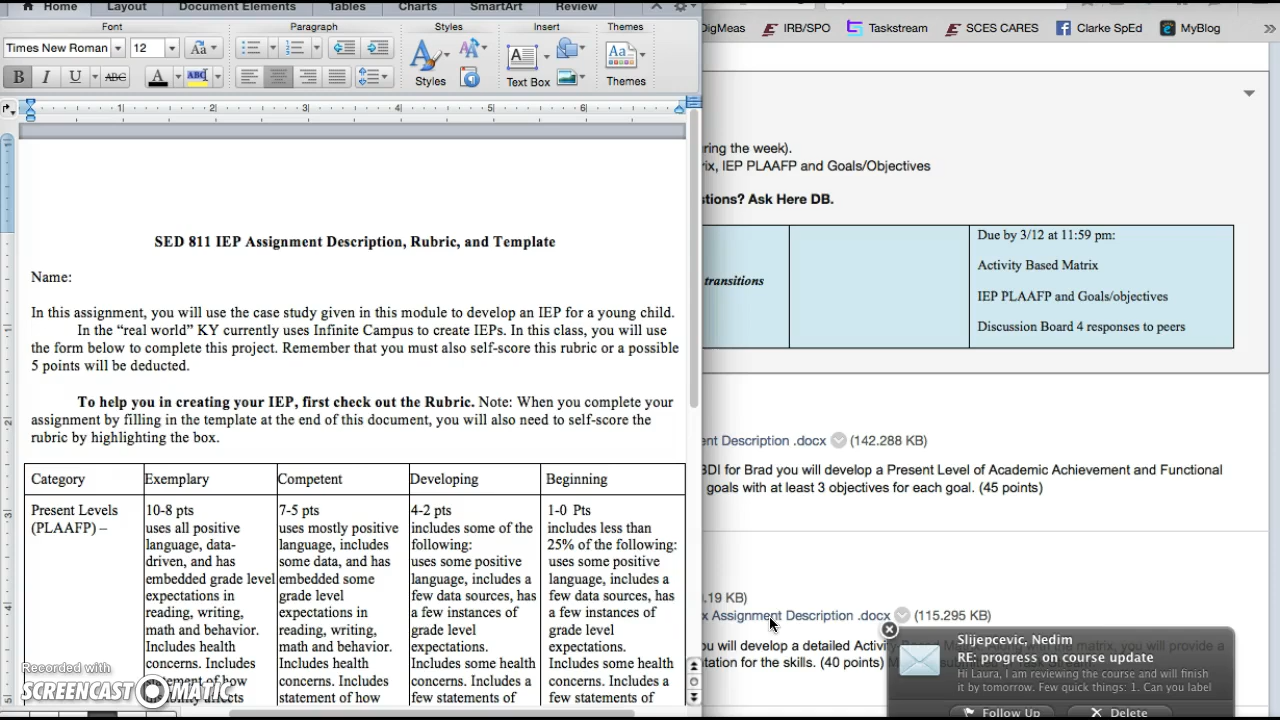 Home Layout Document Elements Tables Charts SmartArt Review
Font Paragraph Styles Insert Themes
Times New Roman 12 Aa
B I U ABC A ABC
Styles A Text Box Aa Themes
1 2 3 4 5 6
SED 811 IEP Assignment Description, Rubric, and Template
Name:
In this assignment, you will use the case study given in this module to develop an IEP for a young child.
In the “real world” KY currently uses Infinite Campus to create IEPs. In this class, you will use
the form below to complete this project. Remember that you must also self-score this rubric or a possible
5 points will be deducted.
To help you in creating your IEP, first check out the Rubric. Note: When you complete your
assignment by filling in the template at the end of this document, you will also need to self-score the
rubric by highlighting the box.
Category Exemplary Competent Developing Beginning
Present Levels
(PLAAFP) –
10-8 pts
uses all positive
language, data-
driven, and has
embedded grade level
expectations in
reading, writing,
math and behavior.
Includes health
concerns. Includes
statement of how
7-5 pts
uses mostly positive
language, includes
some data, and has
embedded some
grade level
expectations in
reading, writing,
math and behavior.
Includes health
concerns. Includes
statement of how
4-2 pts
includes some of the
following:
uses some positive
language, includes a
few data sources, has
a few instances of
grade level
expectations.
Includes some health
concerns. Includes a
few statements of
1-0 Pts
includes less than
25% of the following:
uses some positive
language, includes a
few data sources, has
a few instances of
grade level
expectations.
Includes some health
concerns. Includes a
few statements of
Recorded with
SCREENCAST MATIC
DigMeas IRB/SPO Taskstream SCES CARES Clarke SpEd MyBlog
ring the week).
rix, IEP PLAAFP and Goals/Objectives
stions? Ask Here DB.
transitions
Due by 3/12 at 11:59 pm:
Activity Based Matrix
IEP PLAAFP and Goals/objectives
Discussion Board 4 responses to peers
ent Description .docx (142.288 KB)
BDI for Brad you will develop a Present Level of Academic Achievement and Functional
goals with at least 3 objectives for each goal. (45 points)
.19 KB)
x Assignment Description .docx (115.295 KB)
ou will develop a detailed Activ
tation for the skills. (40 points)
Slijepcevic, Nedim
RE: progress on course update
Hi Laura, I am reviewing the course and will finish
it by tomorrow. Few quick things: 1. Can you label
Follow Up Delete